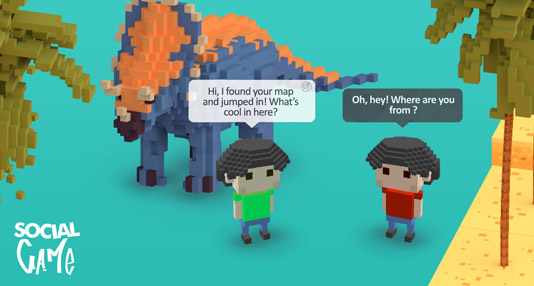 Hi, I found your map
and jumped in! What's
cool in here?
Oh, hey! Where are you
from ?
SOCIAL
GAMe